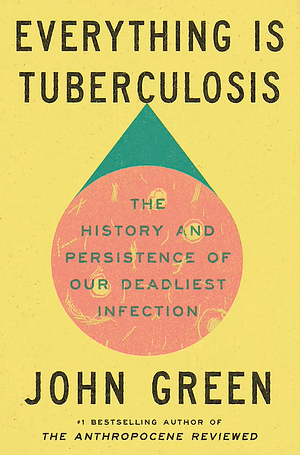 EVERYTHING IS
TUBERCULOSIS
THE
HISTORY AND
PERSISTENCE OF
OUR DEADLIEST
INFECTION
JOHN GREEN
#1 BESTSELLING AUTHOR OF
THE ANTHROPOCENE REVIEWED